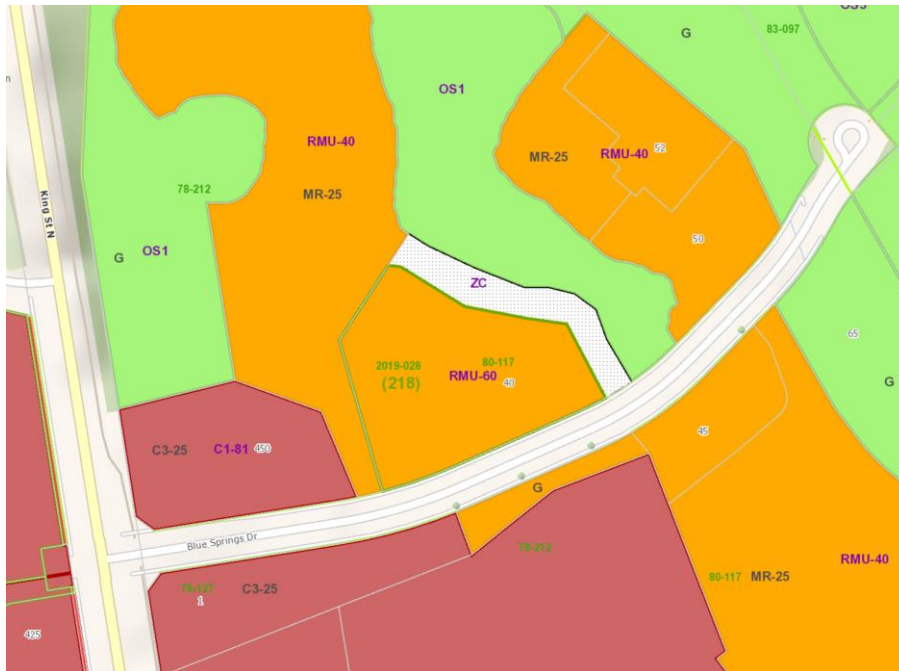 OS3
83-097
G
OS1
RMU-40
MR-25
RMU-40
52
MR-25
78-212
King St N
G
OS1
50
ZC
65
2019-028
80-117
(218)
RMU-60
40
G
45
C3-25
C1-81
450
G
Blue Springs Dr
78-212
RMU-40
80-117
MR-25
78-127
C3-25
1
425